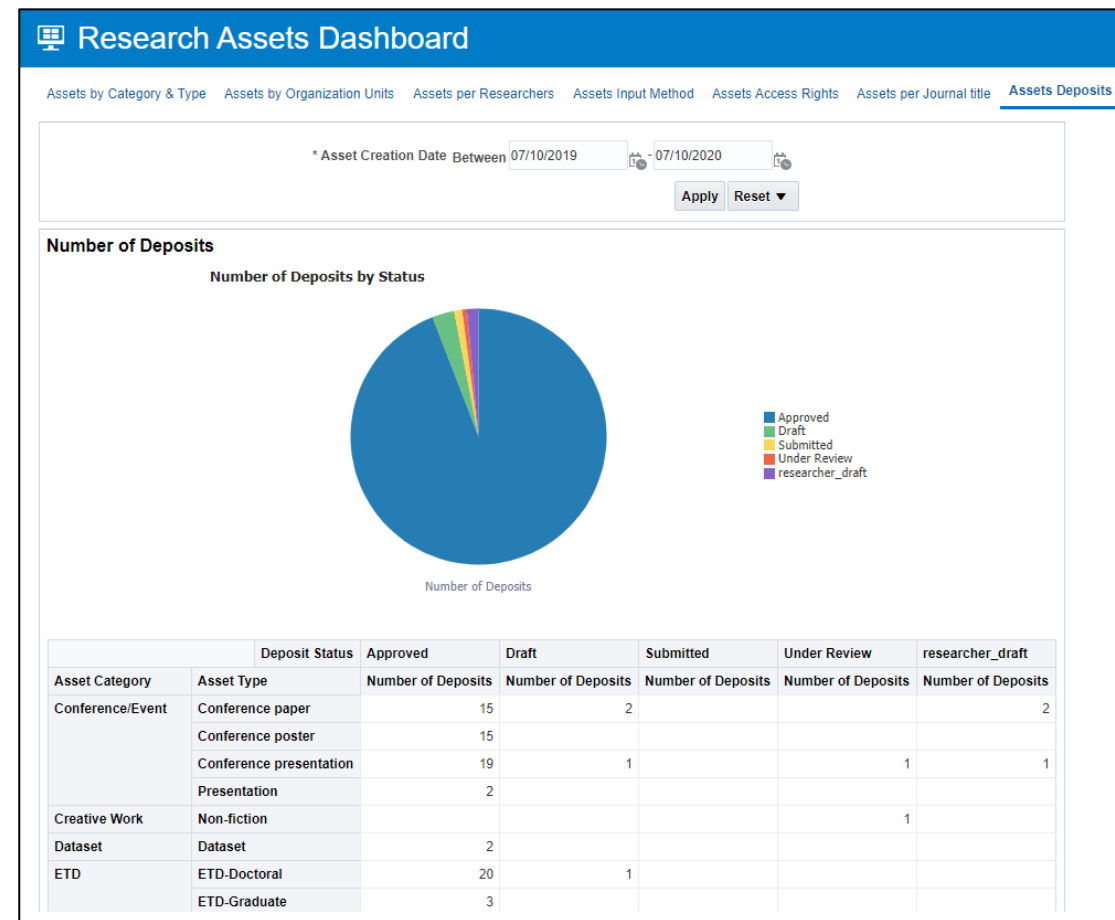 Research Assets Dashboard
Assets by Category & Type Assets by Organization Units Assets per Researchers Assets Input Method Assets Access Rights Assets per Journal title Assets Deposits
* Asset Creation Date Between 07/10/2019 - 07/10/2020
Apply Reset ▼
Number of Deposits
Number of Deposits by Status
Approved
Draft
Submitted
Under Review
researcher_draft
Number of Deposits
Deposit Status Approved Draft Submitted Under Review researcher_draft
Asset Category Asset Type Number of Deposits Number of Deposits Number of Deposits Number of Deposits Number of Deposits
Conference/Event Conference paper 15 2 2
Conference poster 15
Conference presentation 19 1 1 1
Presentation 2
Creative Work Non-fiction 1
Dataset Dataset 2
ETD ETD-Doctoral 20 1
ETD-Graduate 3